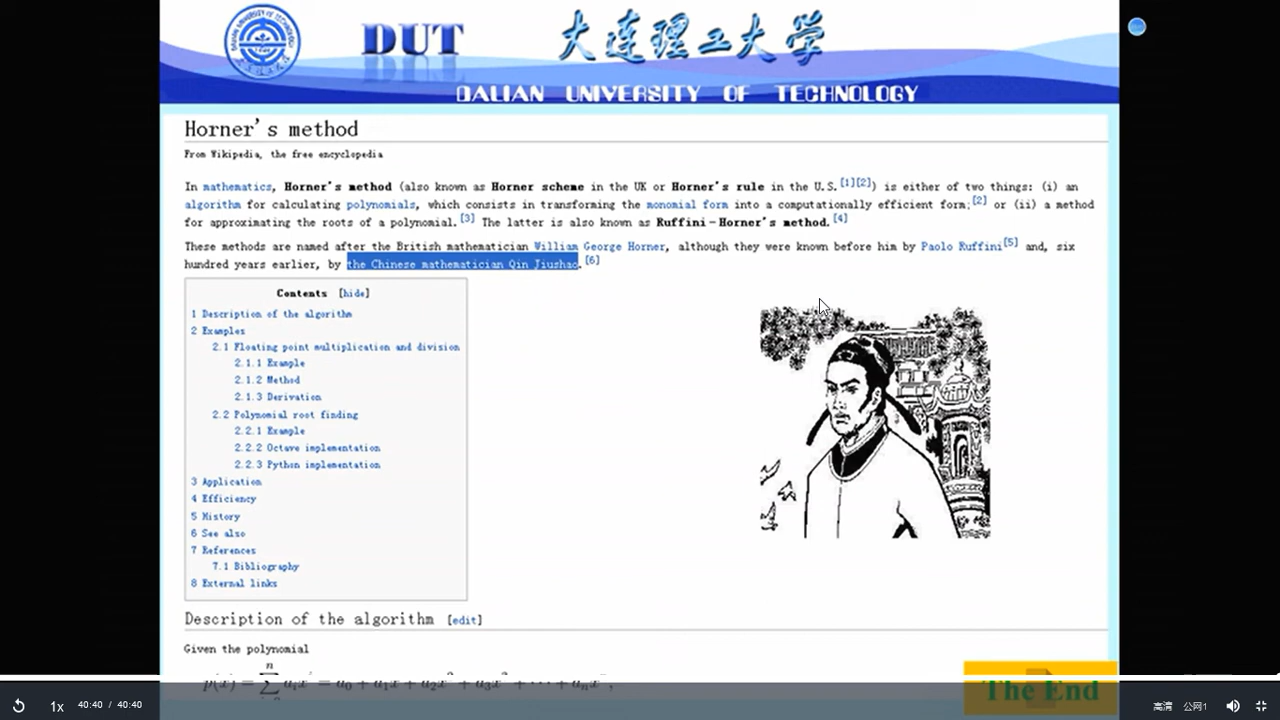 DUT 大连理工大学
DALIAN UNIVERSITY OF TECHNOLOGY
Horner's method
From Wikipedia, the free encyclopedia
In mathematics, Horner's method (also known as Horner scheme in the UK or Horner's rule in the U.S.[1][2]) is either of two things: (i) an
algorithm for calculating polynomials, which consists in transforming the monomial form into a computationally efficient form;[2] or (ii) a method
for approximating the roots of a polynomial.[3] The latter is also known as Ruffini-Horner's method.[4]
These methods are named after the British mathematician William George Horner, although they were known before him by Paolo Ruffini[5] and, six
hundred years earlier, by the Chinese mathematician Qin Jiushao.[6]
Contents [hide]
1 Description of the algorithm
2 Examples
2.1 Floating point multiplication and division
2.1.1 Example
2.1.2 Method
2.1.3 Derivation
2.2 Polynomial root finding
2.2.1 Example
2.2.2 Octave implementation
2.2.3 Python implementation
3 Application
4 Efficiency
5 History
6 See also
7 References
7.1 Bibliography
8 External links
Description of the algorithm [edit]
Given the polynomial
The End
1x 40:40 / 40:40 高清 公网1